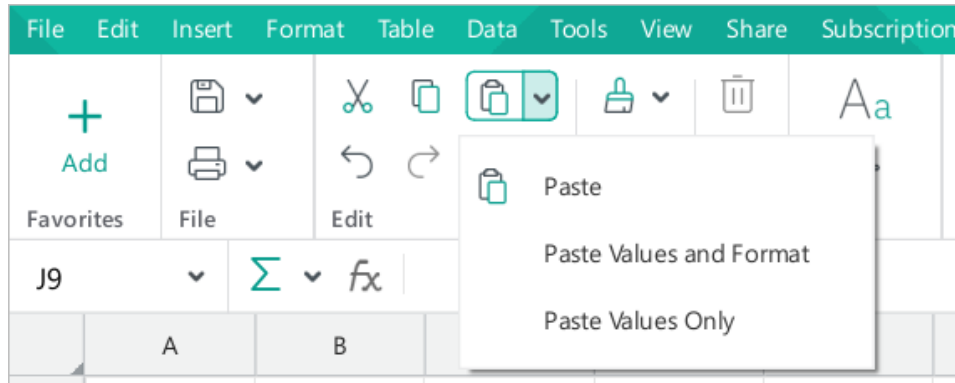 File Edit Insert Format Table Data Tools View Share Subscription
Aa
Add
Paste
Favorites File Edit
Paste Values and Format
J9 Σ fx
Paste Values Only
A B